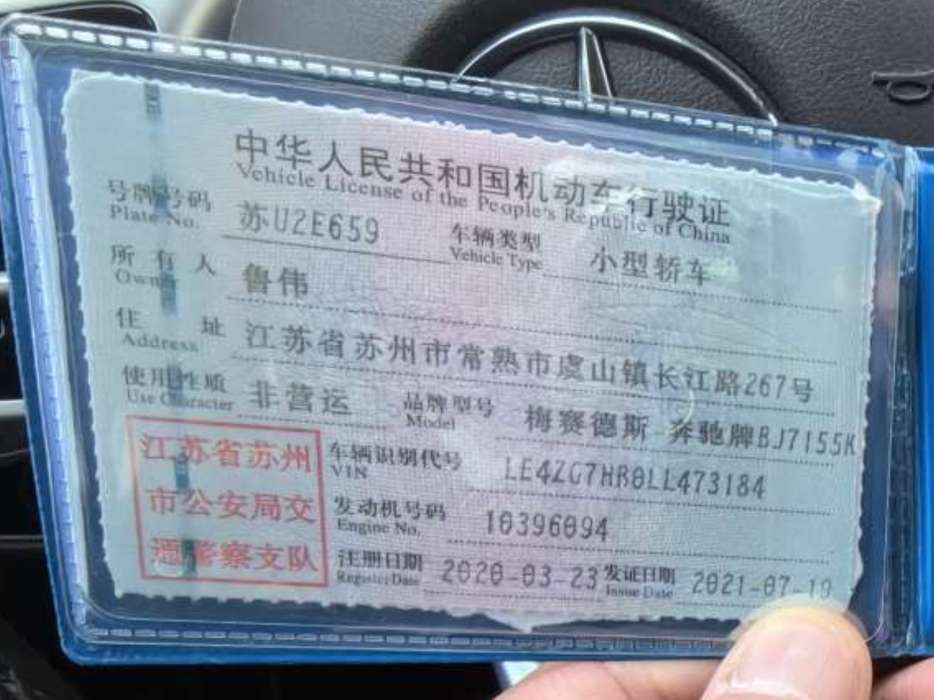 中华人民共和国机动车行驶证
Vehicle License of the People's Republic of China
号牌号码 苏U2E659 车辆类型 小型轿车
Plate No. Vehicle Type
所有人 鲁伟
Owner
住址 江苏省苏州市常熟市虞山镇长江路267号
Address
使用性质 非营运 品牌型号 梅赛德斯 奔驰牌BJ7155K
Use Character Model
江苏省苏州
市公安局交
通警察支队
车辆识别代号 LE4ZG7HR0LL473184
VIN
发动机号码 10396094
Engine No.
注册日期 2020-03-23 发证日期 2021-07-19
Register Date Issue Date